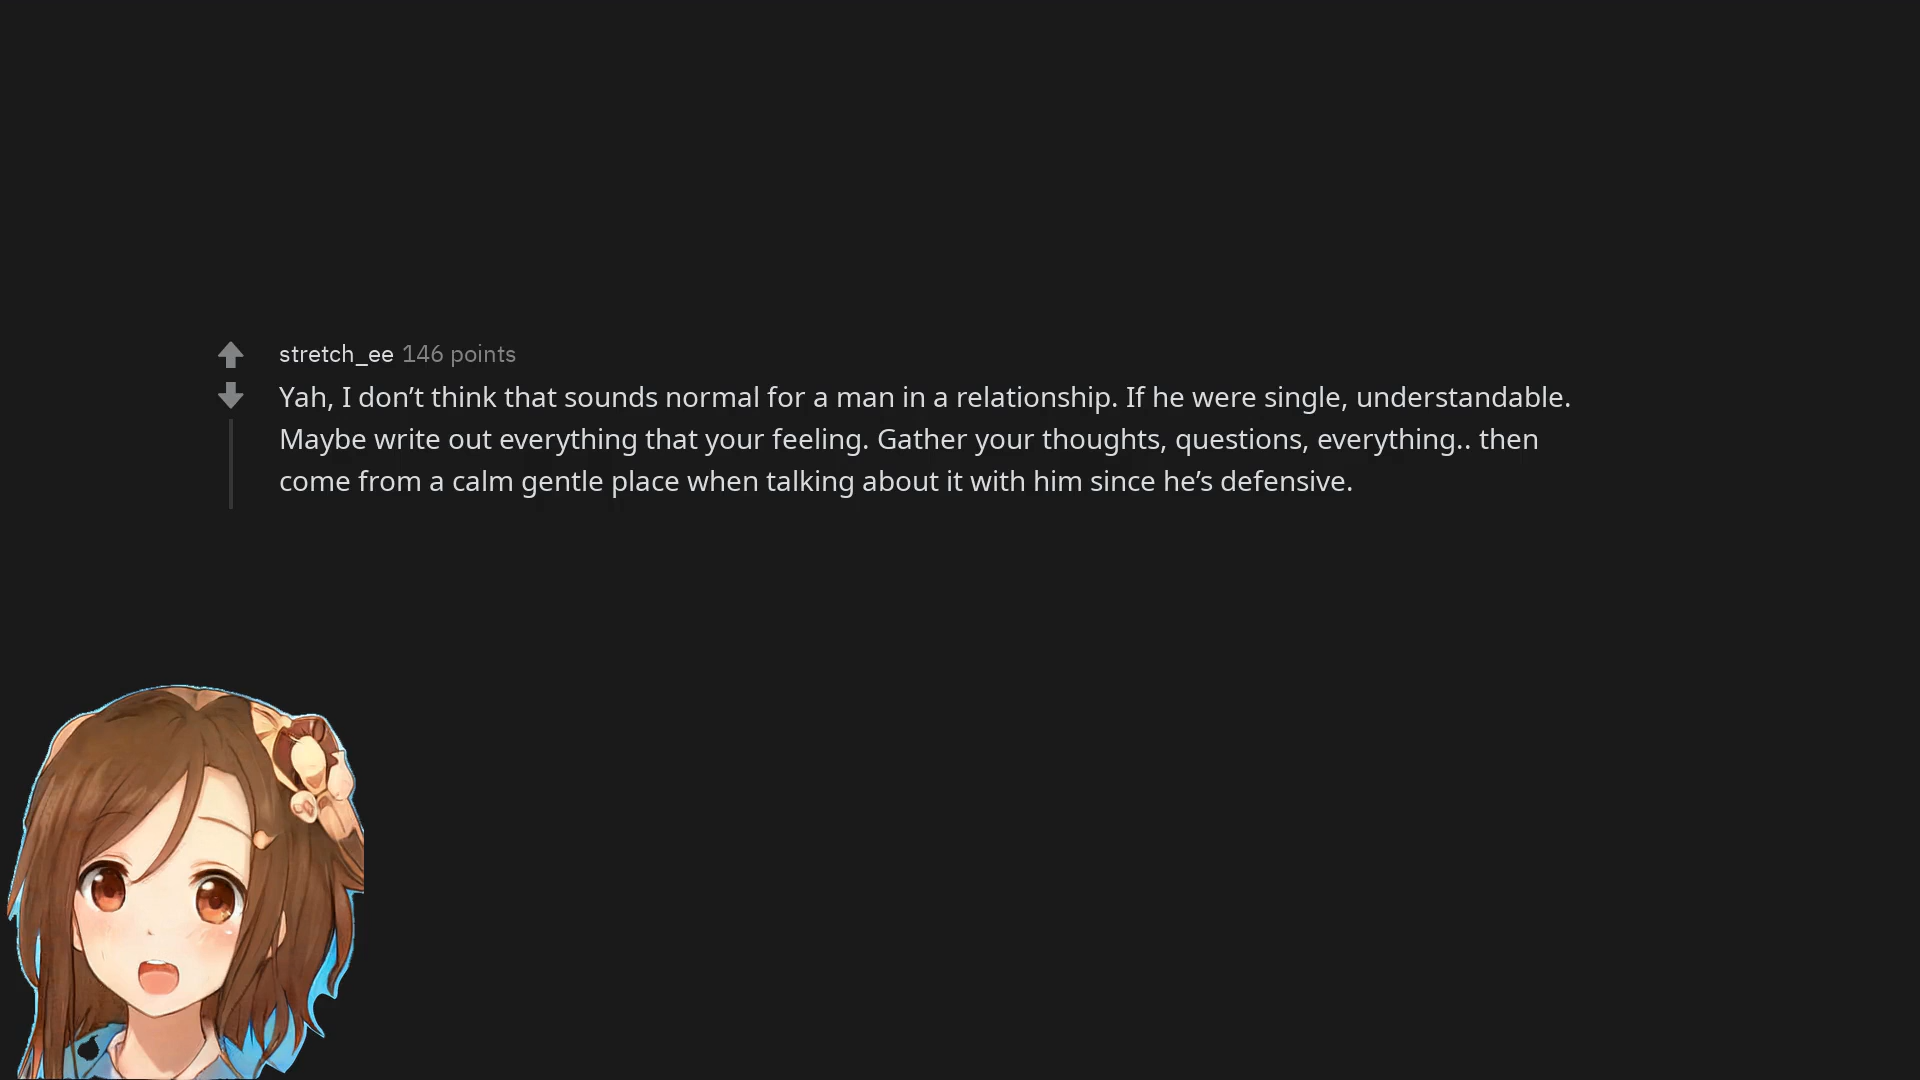 stretch_ee 146 points
Yah, I don’t think that sounds normal for a man in a relationship. If he were single, understandable.
Maybe write out everything that your feeling. Gather your thoughts, questions, everything.. then
come from a calm gentle place when talking about it with him since he’s defensive.